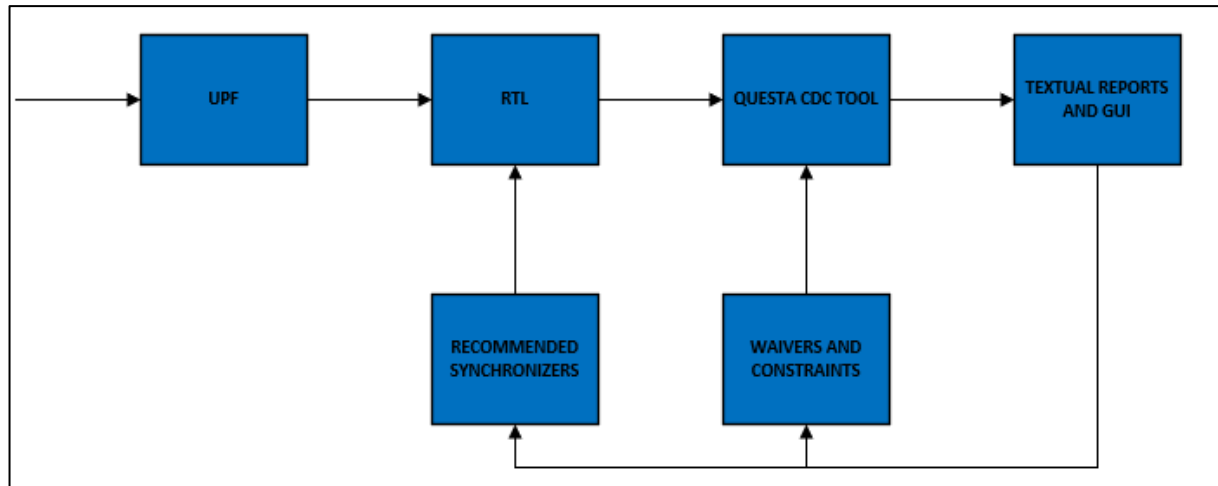 UPF
RTL
QUESTA CDC TOOL
TEXTUAL REPORTS
AND GUI
RECOMMENDED
SYNCHRONIZERS
WAIVERS AND
CONSTRAINTS